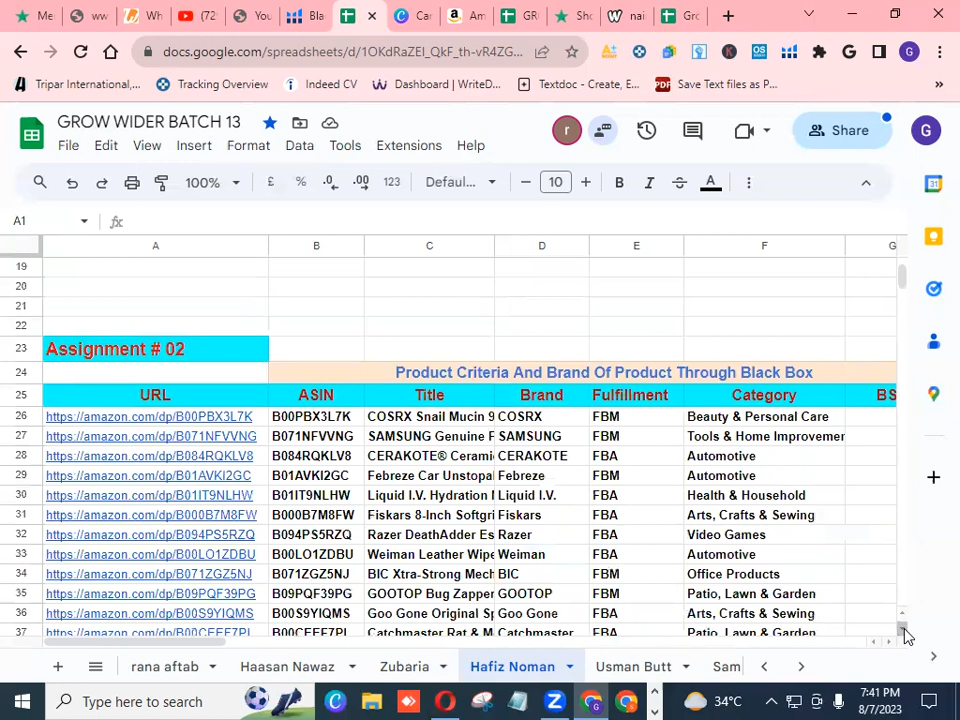 Me
ww
Wh
(72
You
Bla
Car
Am
GR
Sho
nai
Gro
docs.google.com/spreadsheets/d/1OKdRaZEI_QkF_th-vR4ZG...
G
Tripar International,...
Tracking Overview
Indeed CV
Dashboard | WriteD...
Textdoc - Create, E...
PDF Save Text files as P...
»
GROW WIDER BATCH 13
r
Share
G
File Edit View Insert Format Data Tools Extensions Help
100% £ % .0 .00 123 Defaul... 10 B I A
A1 fx
A B C D E F G
19
20
21
22
23 Assignment # 02
24 Product Criteria And Brand Of Product Through Black Box
25 URL ASIN Title Brand Fulfillment Category BS
26 https://amazon.com/dp/B00PBX3L7K B00PBX3L7K COSRX Snail Mucin 9 COSRX FBM Beauty & Personal Care
27 https://amazon.com/dp/B071NFVVNG B071NFVVNG SAMSUNG Genuine F SAMSUNG FBM Tools & Home Improvemer
28 https://amazon.com/dp/B084RQKLV8 B084RQKLV8 CERAKOTE® Cerami CERAKOTE FBA Automotive
29 https://amazon.com/dp/B01AVKI2GC B01AVKI2GC Febreze Car Unstopal Febreze FBM Automotive
30 https://amazon.com/dp/B01IT9NLHW B01IT9NLHW Liquid I.V. Hydration I Liquid I.V. FBA Health & Household
31 https://amazon.com/dp/B000B7M8FW B000B7M8FW Fiskars 8-Inch Softgri Fiskars FBA Arts, Crafts & Sewing
32 https://amazon.com/dp/B094PS5RZQ B094PS5RZQ Razer DeathAdder Es Razer FBA Video Games
33 https://amazon.com/dp/B00LO1ZDBU B00LO1ZDBU Weiman Leather Wipe Weiman FBA Automotive
34 https://amazon.com/dp/B071ZGZ5NJ B071ZGZ5NJ BIC Xtra-Strong Mech BIC FBM Office Products
35 https://amazon.com/dp/B09PQF39PG B09PQF39PG GOOTOP Bug Zapper GOOTOP FBM Patio, Lawn & Garden
36 https://amazon.com/dp/B00S9YIQMS B00S9YIQMS Goo Gone Original Sp Goo Gone FBA Arts, Crafts & Sewing
37 Catchmaster Rat & M Catchmaster FBA Patio, Lawn & Garden
rana aftab Haasan Nawaz Zubaria Hafiz Noman Usman Butt Sam
Type here to search
34°C
7:41 PM
8/7/2023